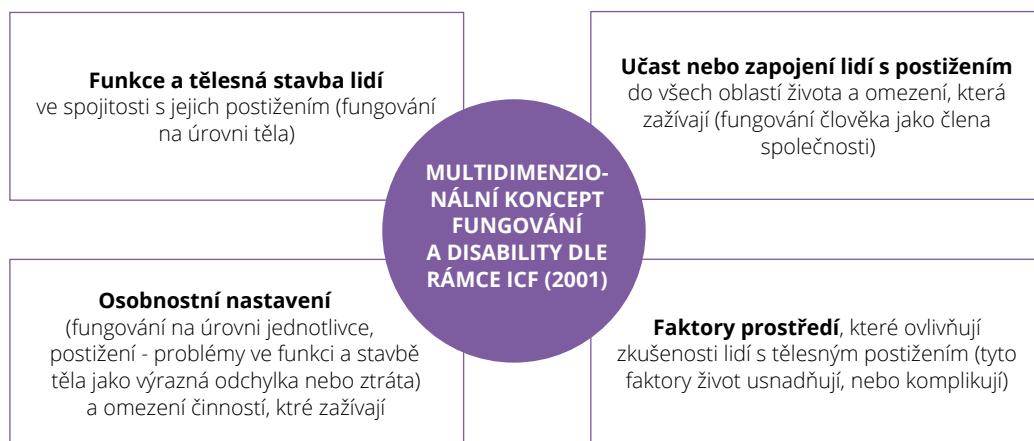 Funkce a tělesná stavba lidí
ve spojitosti s jejich postižením (fungování
na úrovni těla)
Učast nebo zapojení lidí s postižením
do všech oblastí života a omezení, která
zažívají (fungování člověka jako člena
společnosti)
MULTIDIMENZIO-
NÁLNÍ KONCEPT
FUNGOVÁNÍ
A DISABILITY DLE
RÁMCE ICF (2001)
Osobnostní nastavení
(fungování na úrovni jednotlivce,
postižení - problémy ve funkci a stavbě
těla jako výrazná odchylka nebo ztráta)
a omezení činností, ktré zažívají
Faktory prostředí, které ovlivňují
zkušenosti lidí s tělesným postižením (tyto
faktory život usnadňují, nebo komplikují)